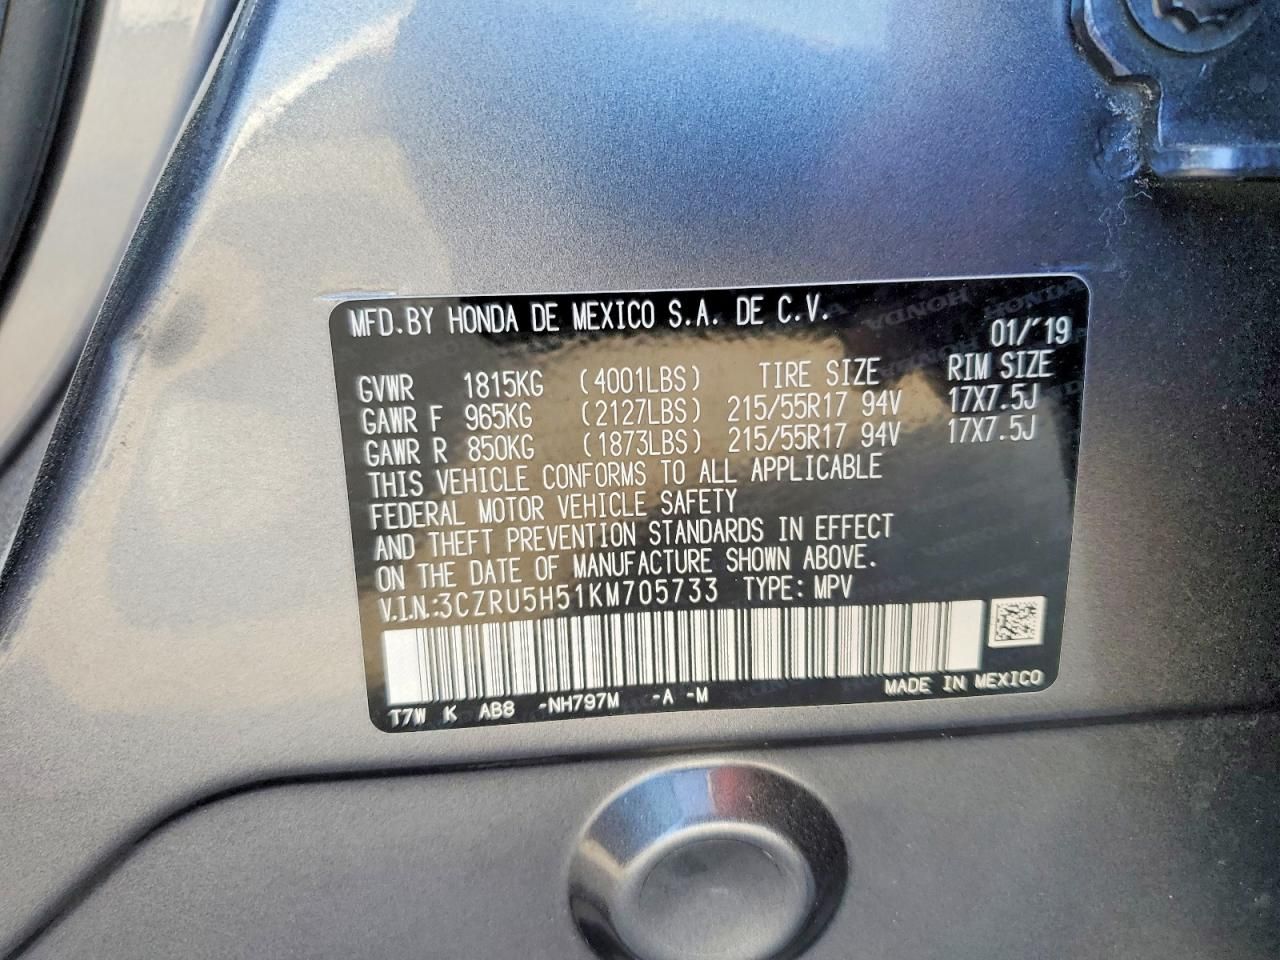 MFD.BY HONDA DE MEXICO S.A. DE C.V.
01/'19
GVWR 1815KG (4001LBS) TIRE SIZE RIM SIZE
GAWR F 965KG (2127LBS) 215/55R17 94V 17X7.5J
GAWR R 850KG (1873LBS) 215/55R17 94V 17X7.5J
THIS VEHICLE CONFORMS TO ALL APPLICABLE
FEDERAL MOTOR VEHICLE SAFETY
AND THEFT PREVENTION STANDARDS IN EFFECT
ON THE DATE OF MANUFACTURE SHOWN ABOVE.
V.I.N.:3CZRU5H51KM705733 TYPE: MPV
T7W K AB8 -NH797M -A -M MADE IN MEXICO